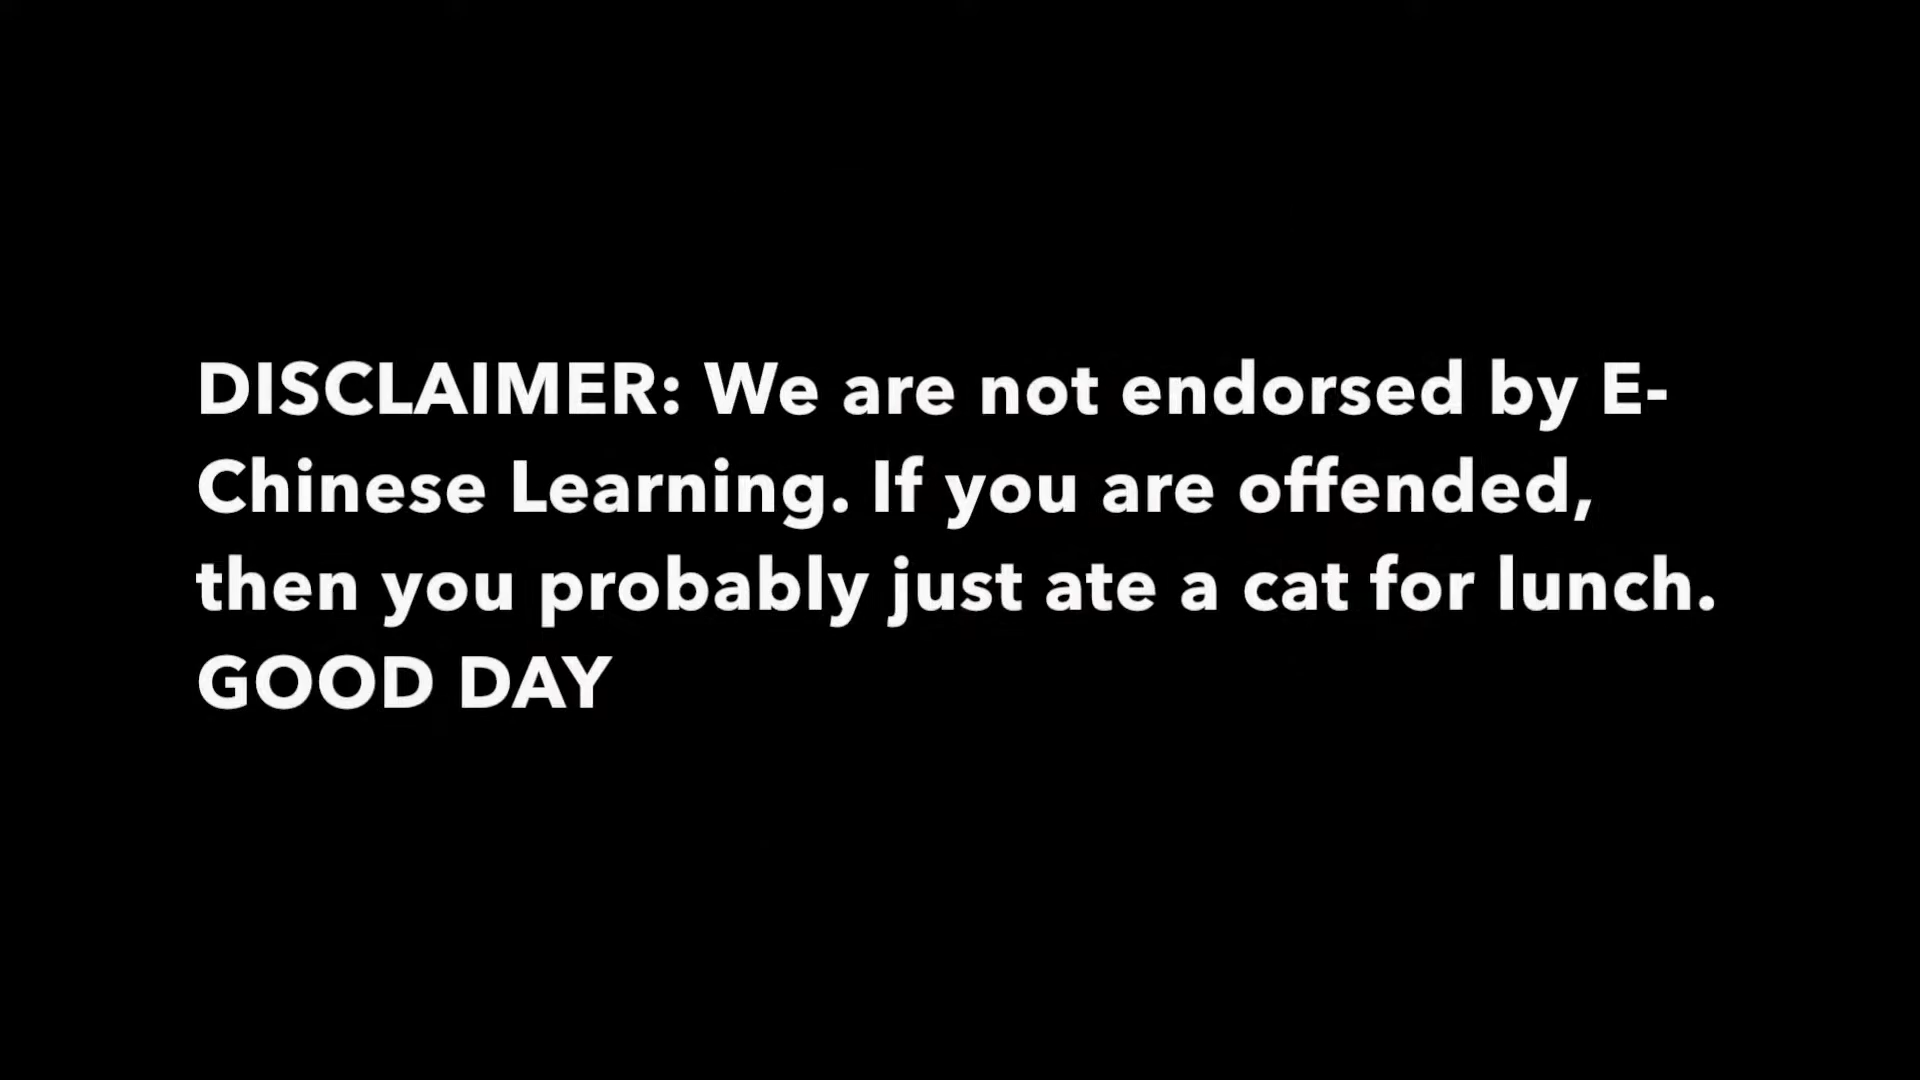 DISCLAIMER: We are not endorsed by E-
Chinese Learning. If you are offended,
then you probably just ate a cat for lunch.
GOOD DAY